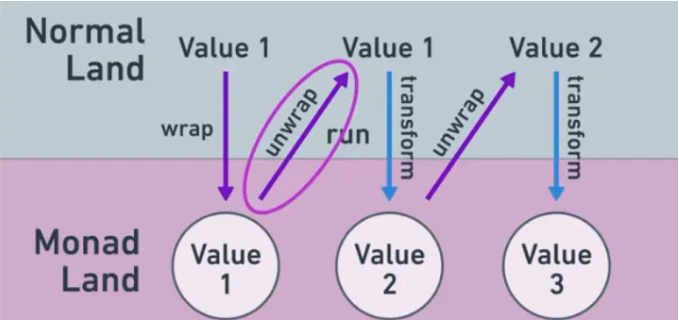 Normal
Land
Value 1
Value 1
Value 2
wrap
unwrap
run
transform
unwrap
transform
Monad
Land
Value
1
Value
2
Value
3